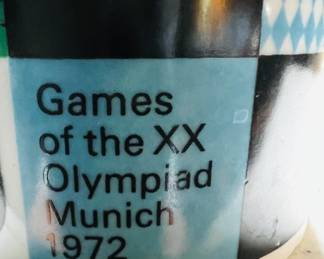 Games
of the XX
Olympiad
Munich
1972